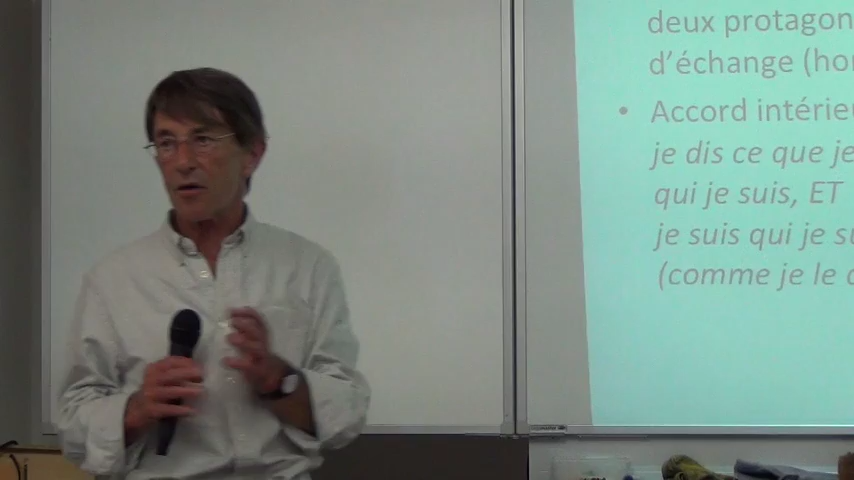 deux protagon
d'échange (ho
• Accord intérieu
je dis ce que je
qui je suis, ET
je suis qui je su
(comme je le